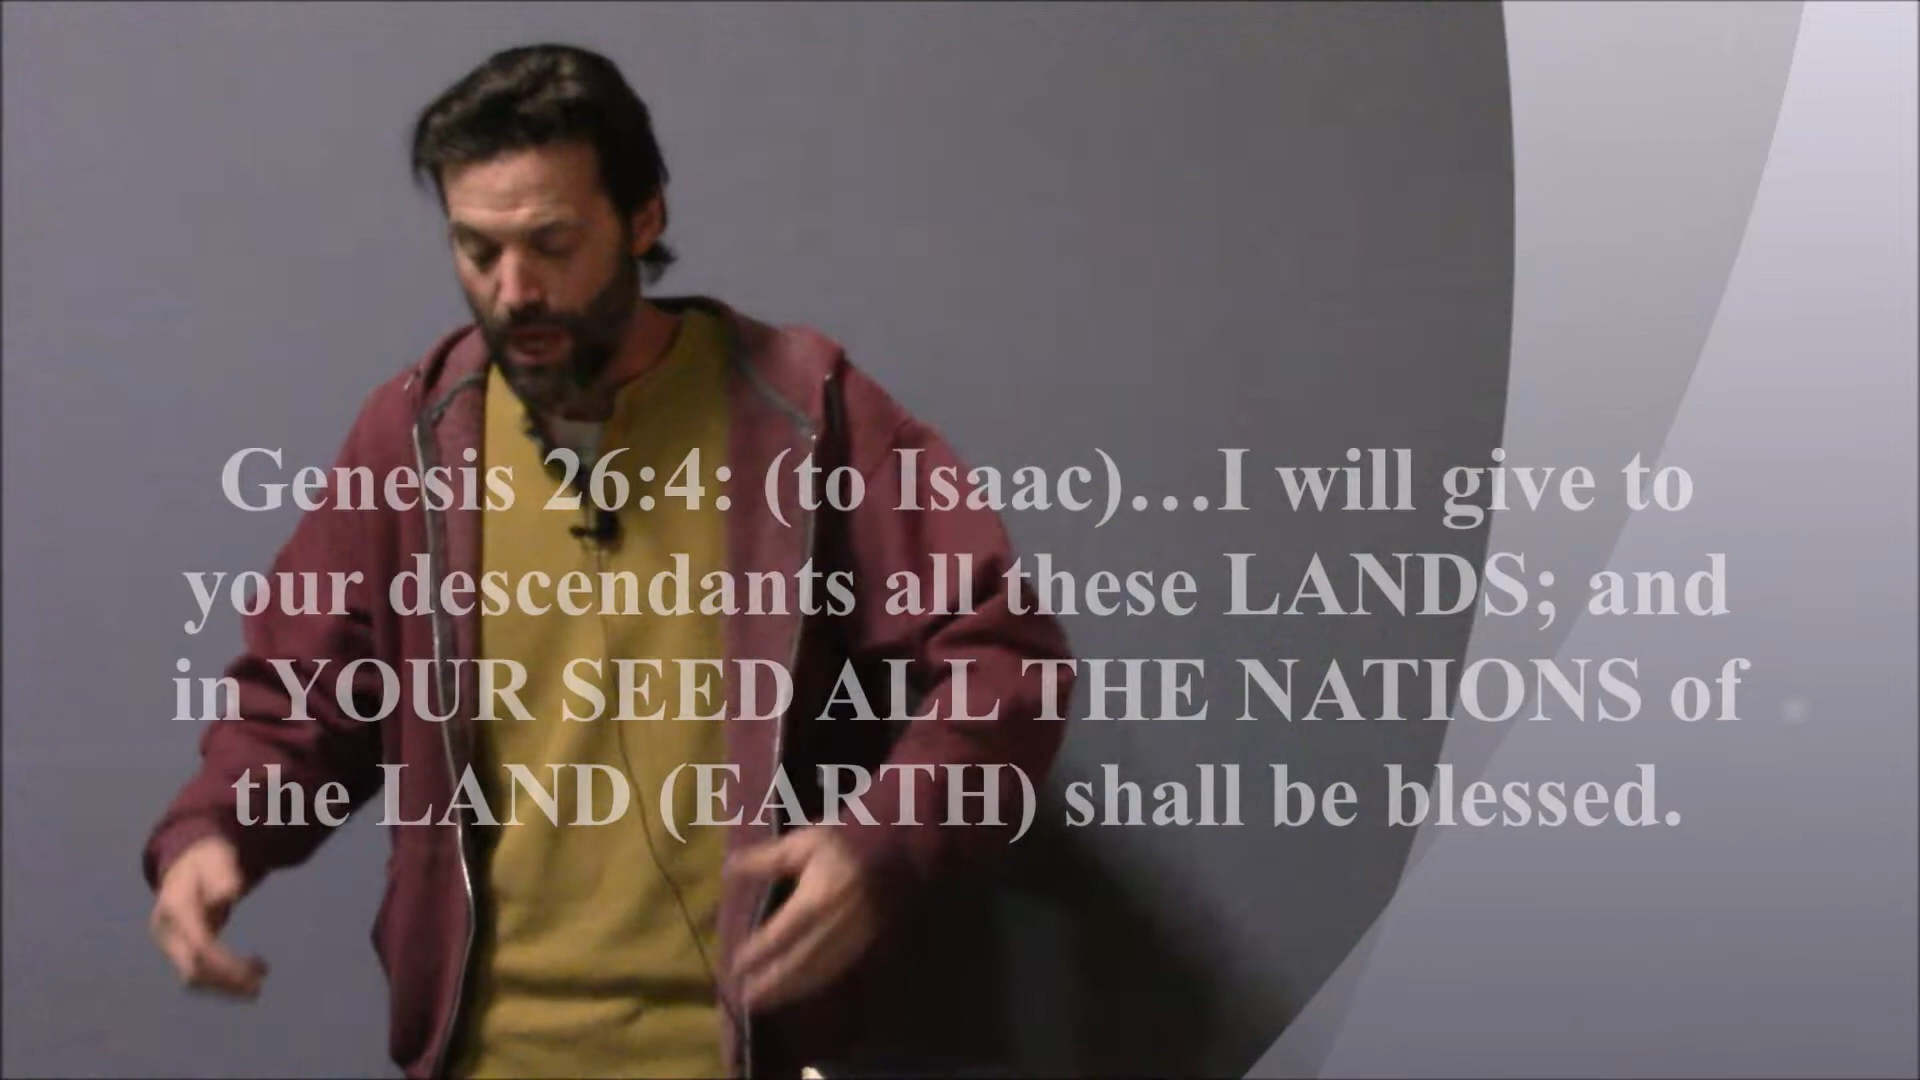 Genesis 26:4: (to Isaac)…I will give to
your descendants all these LANDS; and
in YOUR SEED ALL THE NATIONS of
the LAND (EARTH) shall be blessed.